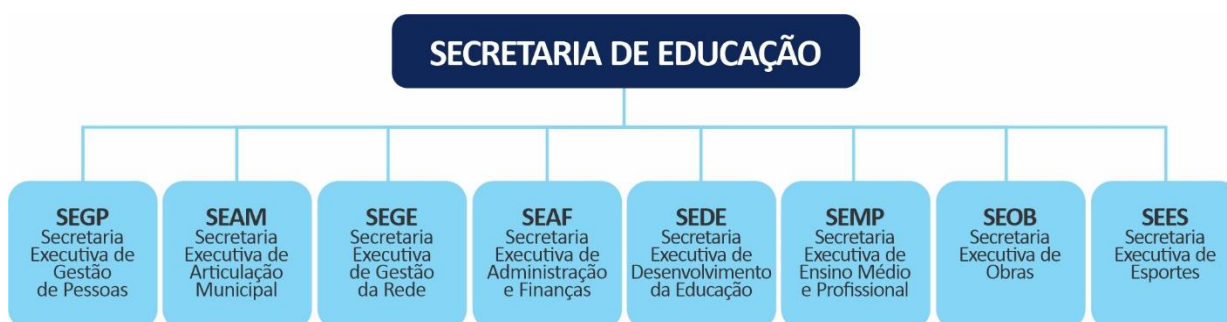 SECRETARIA DE EDUCAÇÃO
SEGP
Secretaria
Executiva de
Gestão
de Pessoas
SEAM
Secretaria
Executiva de
Articulação
Municipal
SEGE
Secretaria
Executiva
de Gestão
da Rede
SEAF
Secretaria
Executiva de
Administração
e Finanças
SEDE
Secretaria
Executiva de
Desenvolvimento
da Educação
SEMP
Secretaria
Executiva de
Ensino Médio
e Profissional
SEOB
Secretaria
Executiva de
Obras
SEES
Secretaria
Executiva de
Esportes